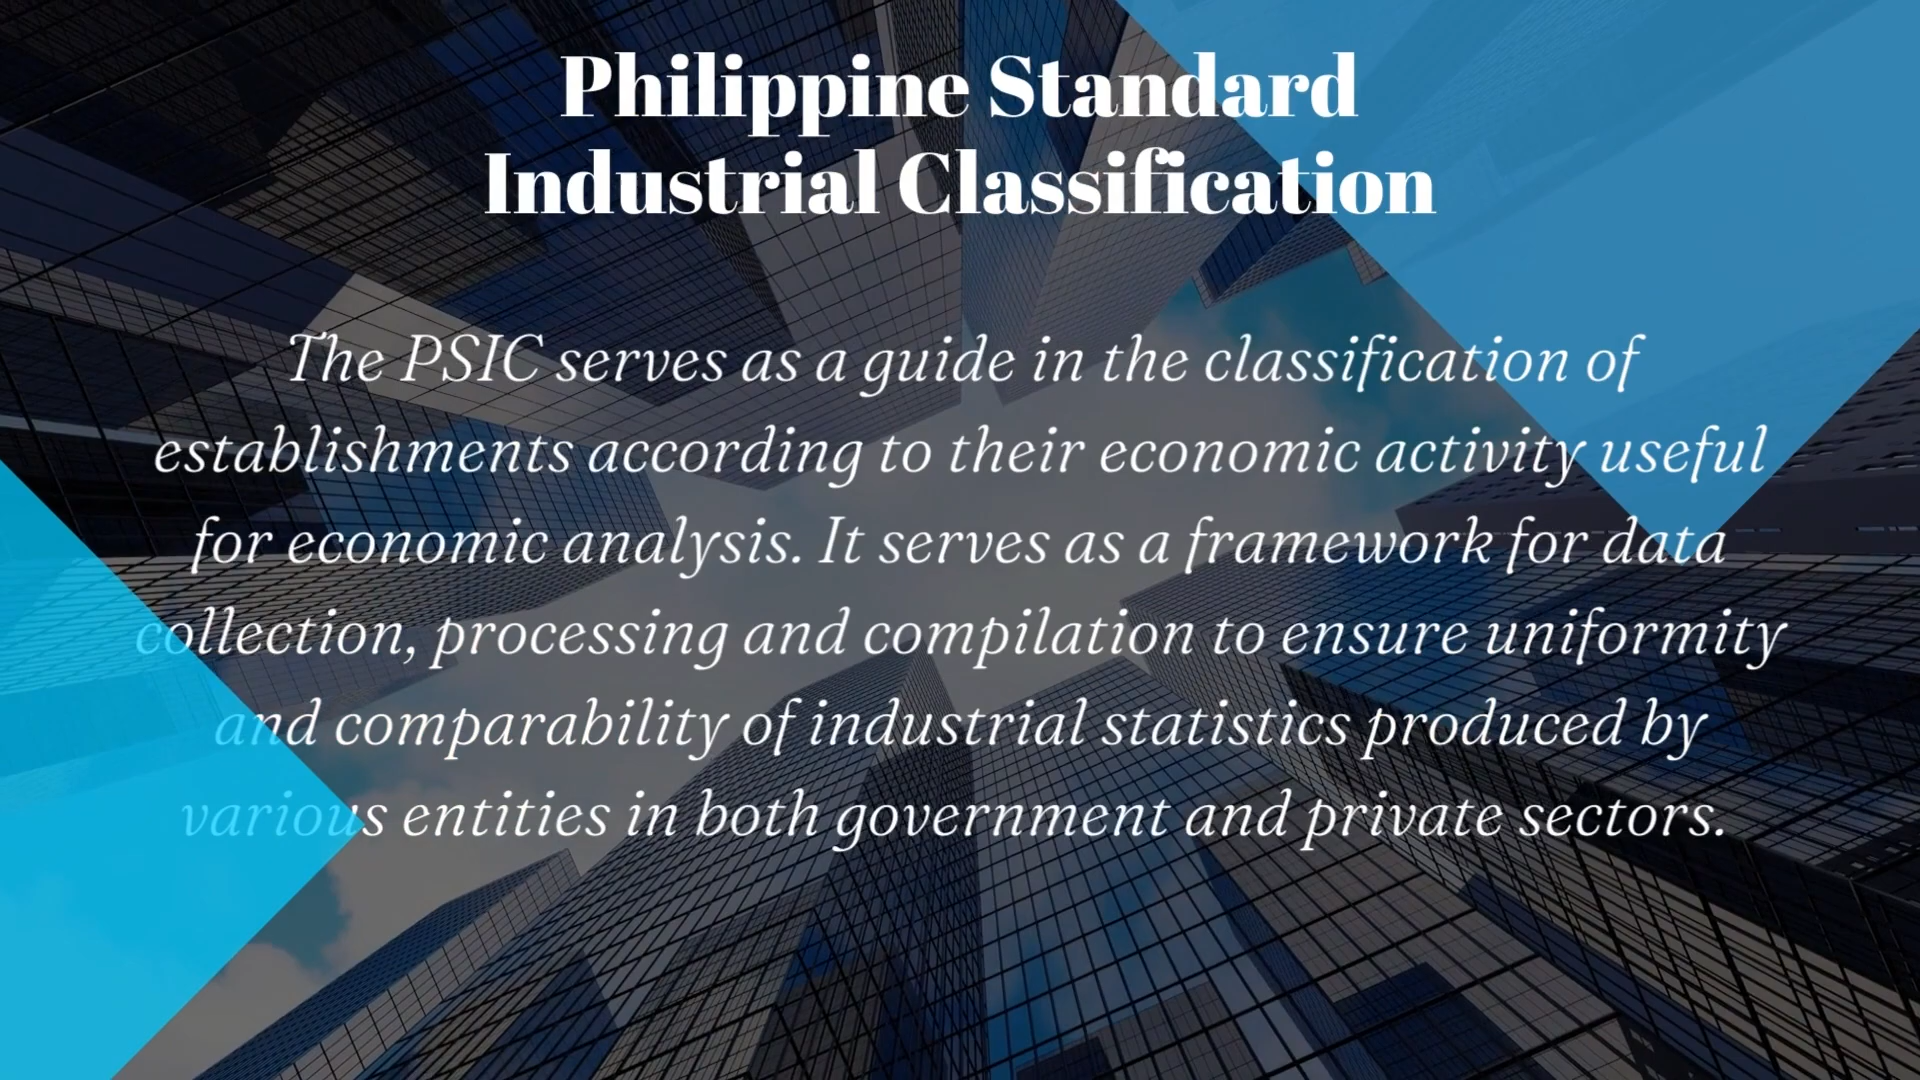 Philippine Standard
Industrial Classification
The PSIC serves as a guide in the classification of
establishments according to their economic activity useful
for economic analysis. It serves as a framework for data
collection, processing and compilation to ensure uniformity
and comparability of industrial statistics produced by
various entities in both government and private sectors.